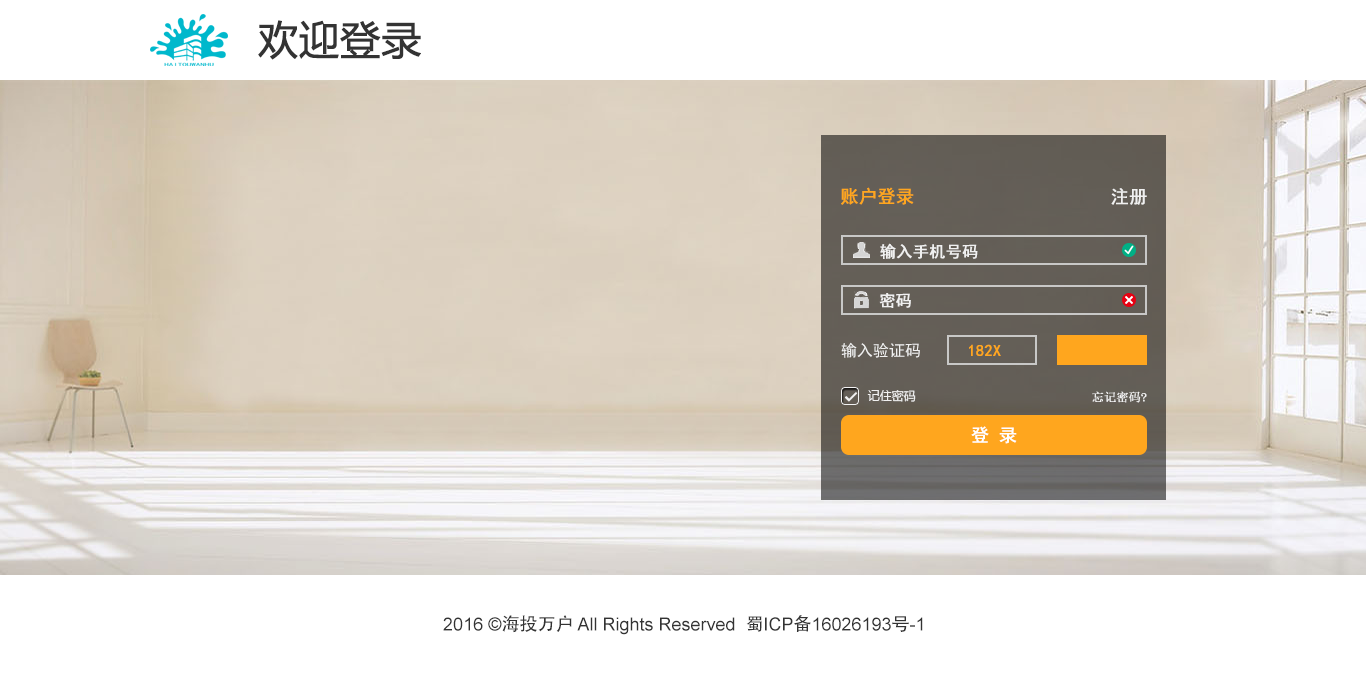 HAI TOUWANHU
欢迎登录
账户登录 注册
输入手机号码
密码
输入验证码 182X
记住密码 忘记密码?
登 录
2016 ©海投万户 All Rights Reserved 蜀ICP备16026193号-1